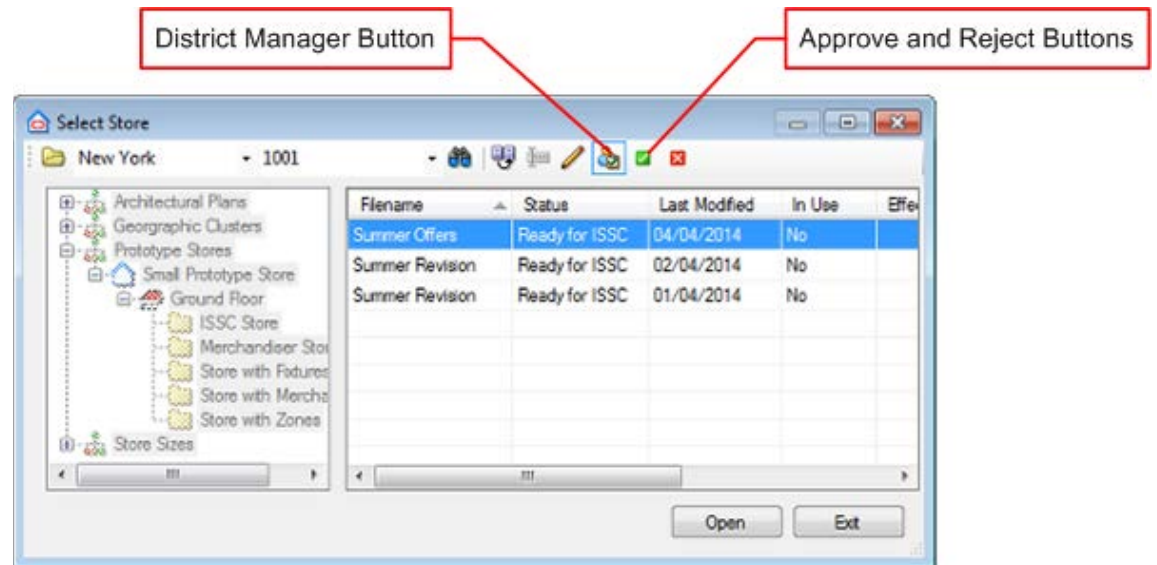 District Manager Button
Approve and Reject Buttons
Select Store
New York 1001
Architectural Plans
Georgraphic Clusters
Prototype Stores
Small Prototype Store
Ground Floor
ISSC Store
Merchandiser Stor
Store with Fixtures
Store with Mercha
Store with Zones
Store Sizes
Filename Status Last Modified In Use Effe
Summer Offers Ready for ISSC 04/04/2014 No
Summer Revision Ready for ISSC 02/04/2014 No
Summer Revision Ready for ISSC 01/04/2014 No
Open Exit